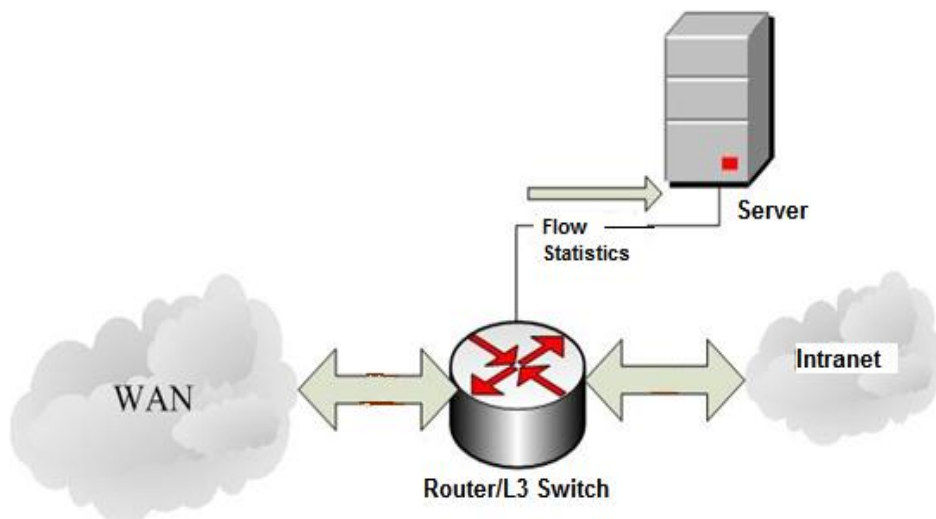 Server
Flow
Statistics
WAN
Intranet
Router/L3 Switch